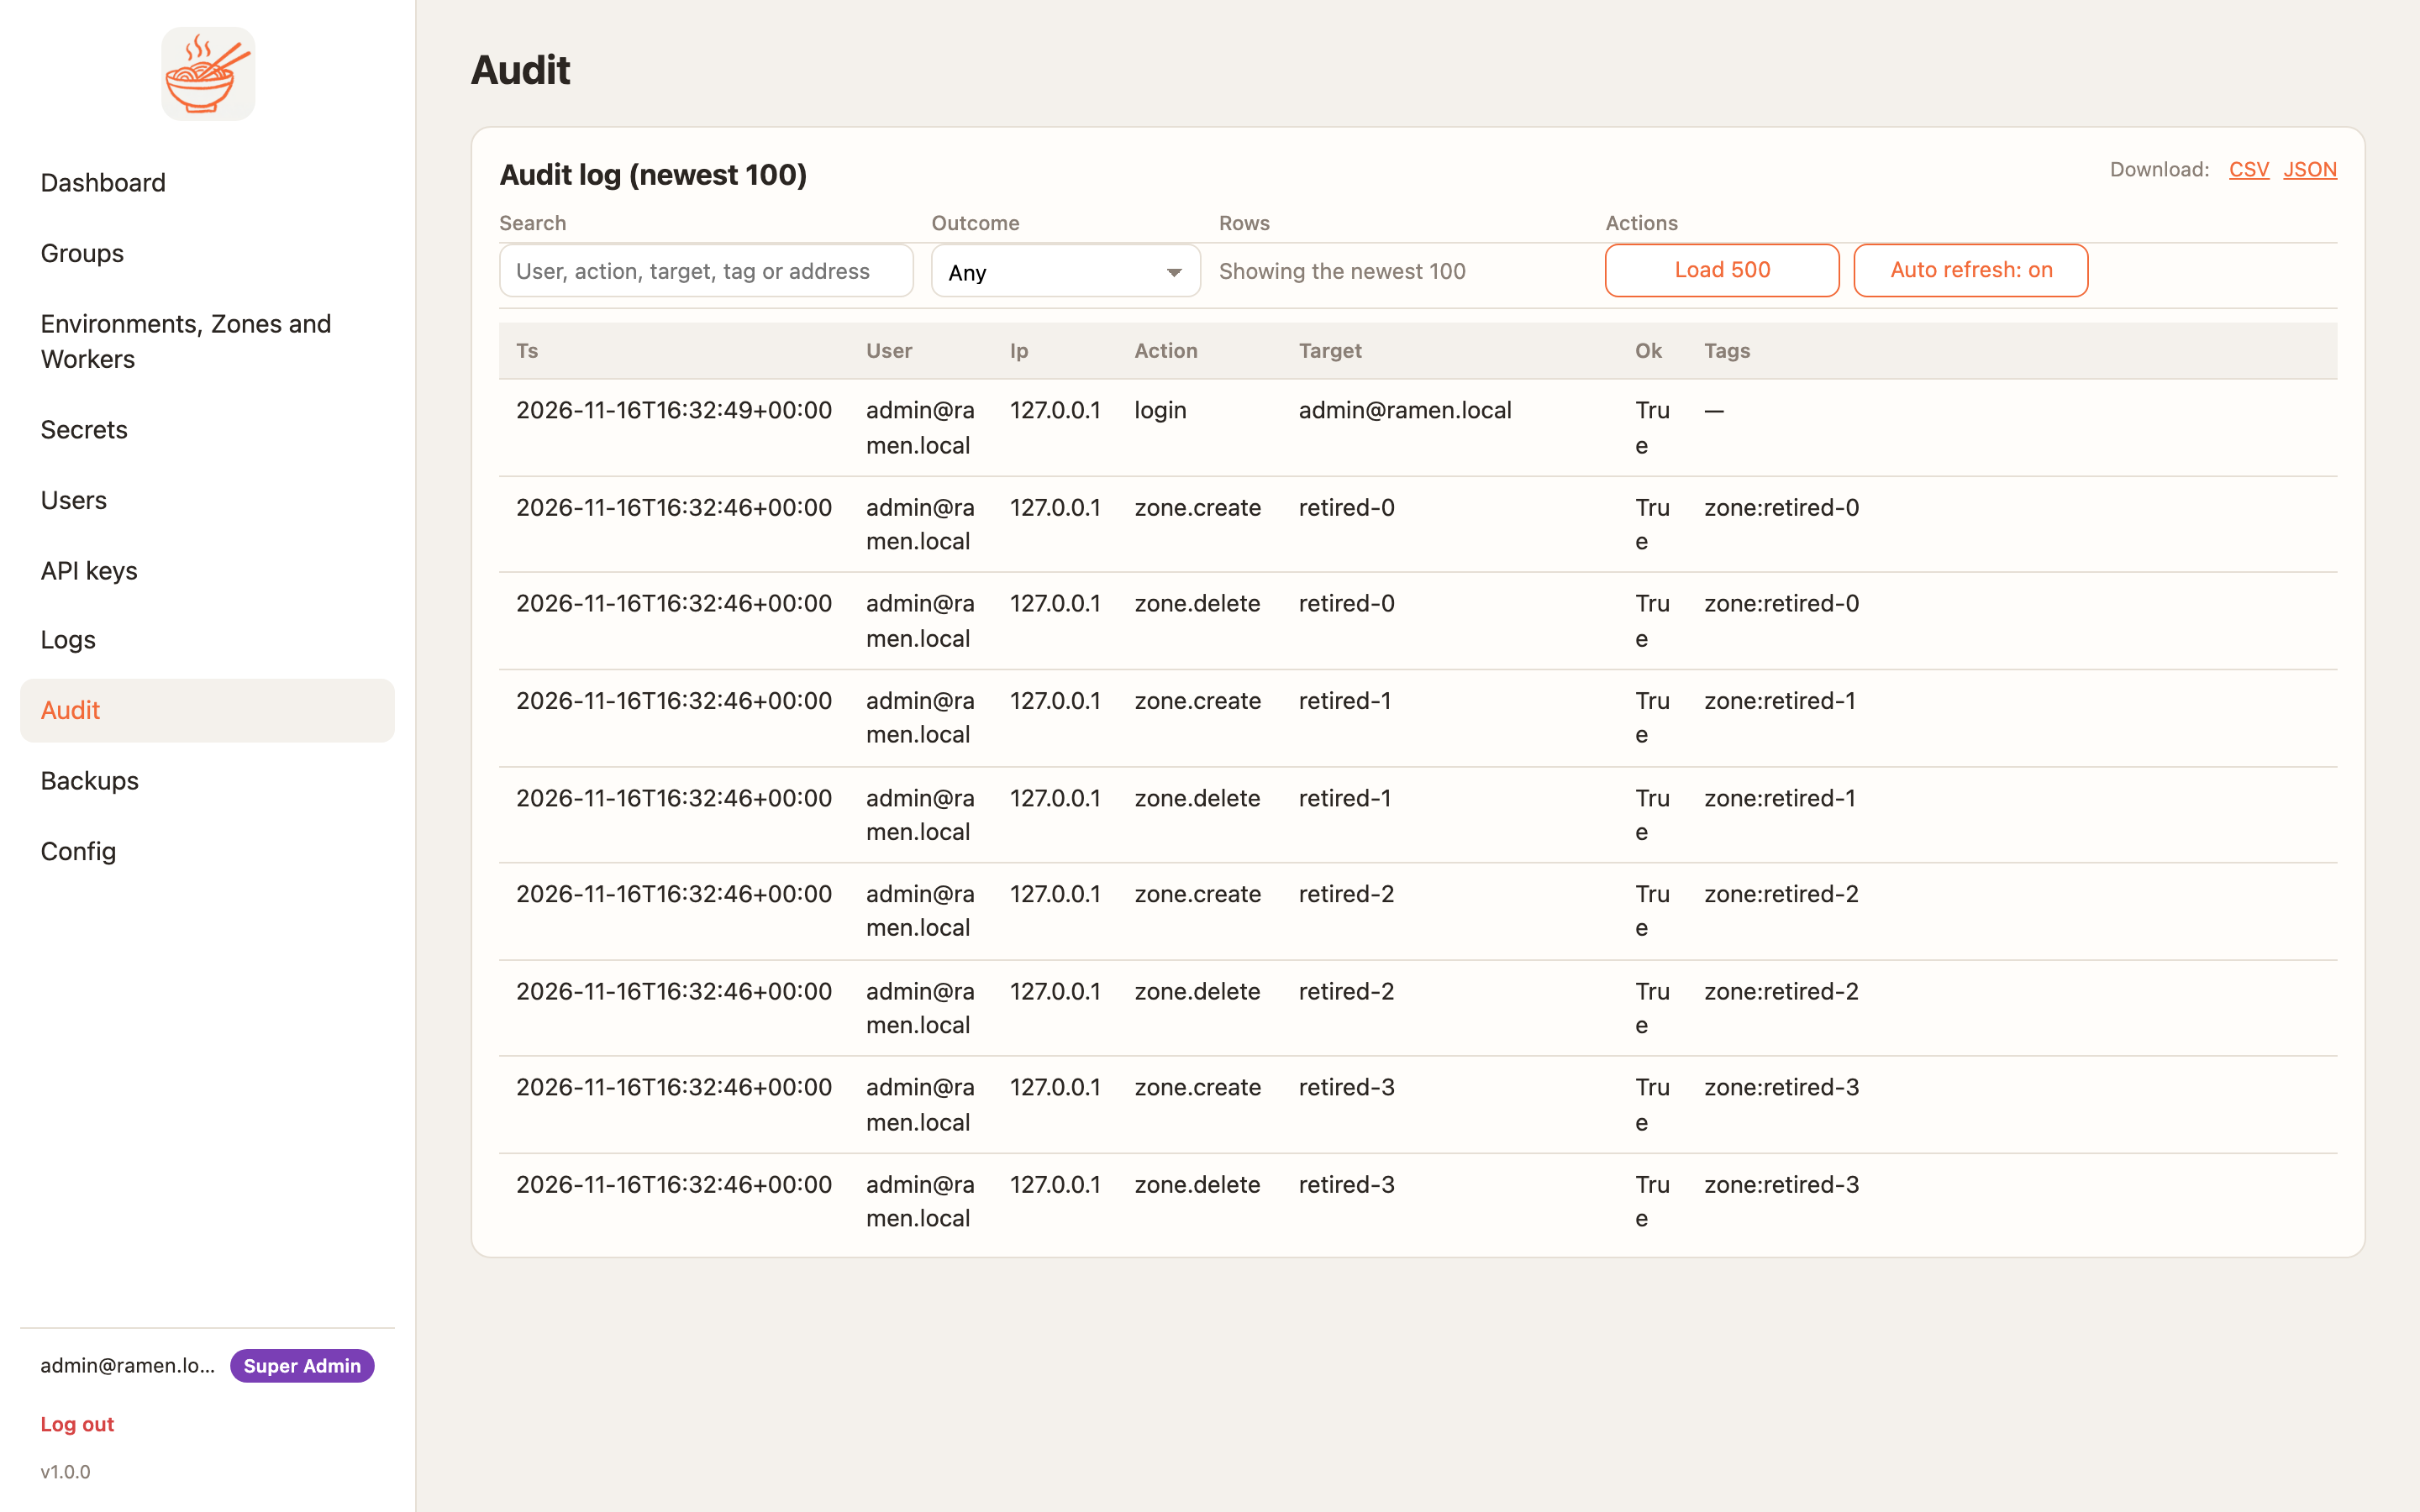 Dashboard
Groups
Environments, Zones and
Workers
Secrets
Users
API keys
Logs
Audit
Backups
Config
admin@ramen.lo... Super Admin
Log out
v1.0.0
Audit
Audit log (newest 100)
Download: CSV JSON
Search Outcome Rows Actions
User, action, target, tag or address Any Showing the newest 100 Load 500 Auto refresh: on
Ts User Ip Action Target Ok Tags
2026-11-16T16:32:49+00:00 admin@ra 127.0.0.1 login admin@ramen.local Tru —
men.local e
2026-11-16T16:32:46+00:00 admin@ra 127.0.0.1 zone.create retired-0 Tru zone:retired-0
men.local e
2026-11-16T16:32:46+00:00 admin@ra 127.0.0.1 zone.delete retired-0 Tru zone:retired-0
men.local e
2026-11-16T16:32:46+00:00 admin@ra 127.0.0.1 zone.create retired-1 Tru zone:retired-1
men.local e
2026-11-16T16:32:46+00:00 admin@ra 127.0.0.1 zone.delete retired-1 Tru zone:retired-1
men.local e
2026-11-16T16:32:46+00:00 admin@ra 127.0.0.1 zone.create retired-2 Tru zone:retired-2
men.local e
2026-11-16T16:32:46+00:00 admin@ra 127.0.0.1 zone.delete retired-2 Tru zone:retired-2
men.local e
2026-11-16T16:32:46+00:00 admin@ra 127.0.0.1 zone.create retired-3 Tru zone:retired-3
men.local e
2026-11-16T16:32:46+00:00 admin@ra 127.0.0.1 zone.delete retired-3 Tru zone:retired-3
men.local e